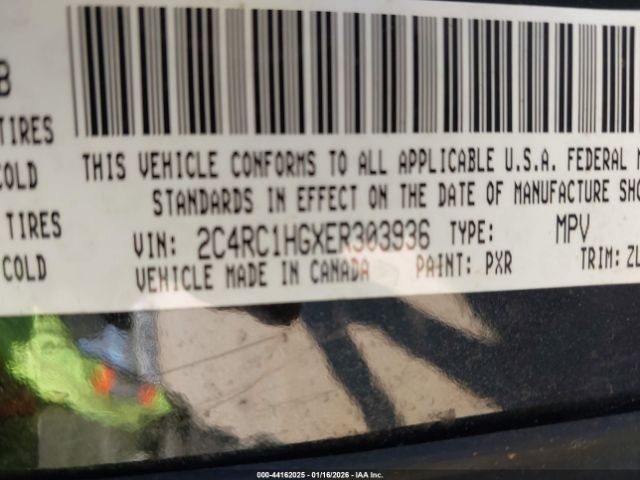 B
TIRES
COLD
TIRES
COLD
THIS VEHICLE CONFORMS TO ALL APPLICABLE U.S.A. FEDERAL
STANDARDS IN EFFECT ON THE DATE OF MANUFACTURE
VIN: 2C4RC1HGXER303936 TYPE: MPV
VEHICLE MADE IN CANADA PAINT: PXR TRIM: ZL
000-44162025 | 01/16/2026 | IAA Inc.